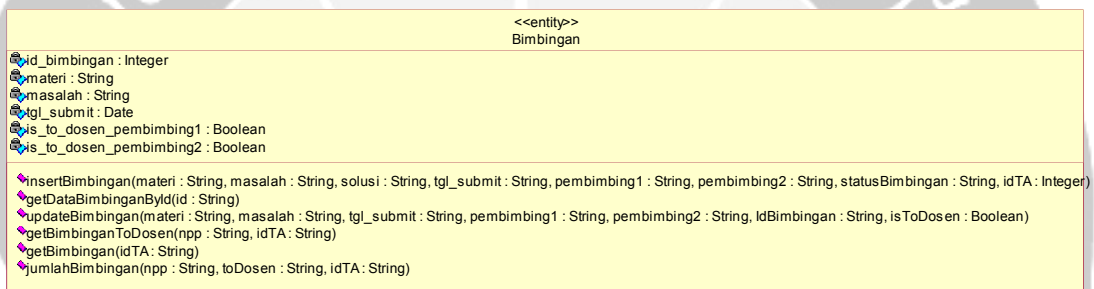 <<entity>>
Bimbingan
id_bimbingan : Integer
materi : String
masalah : String
tgl_submit : Date
is_to_dosen_pembimbing1 : Boolean
is_to_dosen_pembimbing2 : Boolean
insertBimbingan(materi : String, masalah : String, solusi : String, tgl_submit : String, pembimbing1 : String, pembimbing2 : String, statusBimbingan : String, idTA : Integer)
getDataBimbinganById(id : String)
updateBimbingan(materi : String, masalah : String, tgl_submit : String, pembimbing1 : String, pembimbing2 : String, IdBimbingan : String, isToDosen : Boolean)
getBimbinganToDosen(npp : String, idTA : String)
getBimbingan(idTA : String)
jumlahBimbingan(npp : String, toDosen : String, idTA : String)